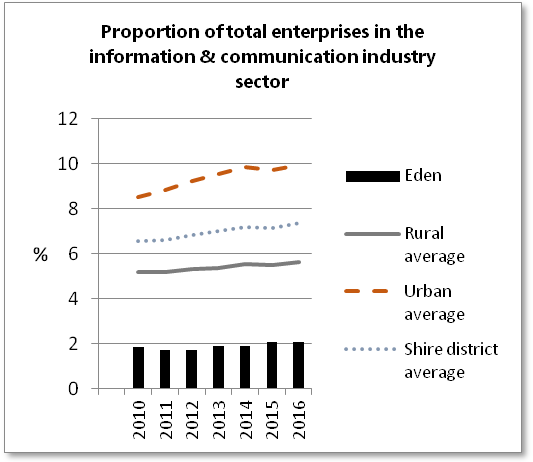 Proportion of total enterprises in the
information & communication industry
sector
12
10
8
6
4
2
0
%
2010
2011
2012
2013
2014
2015
2016
Eden
Rural
average
Urban
average
Shire district
average